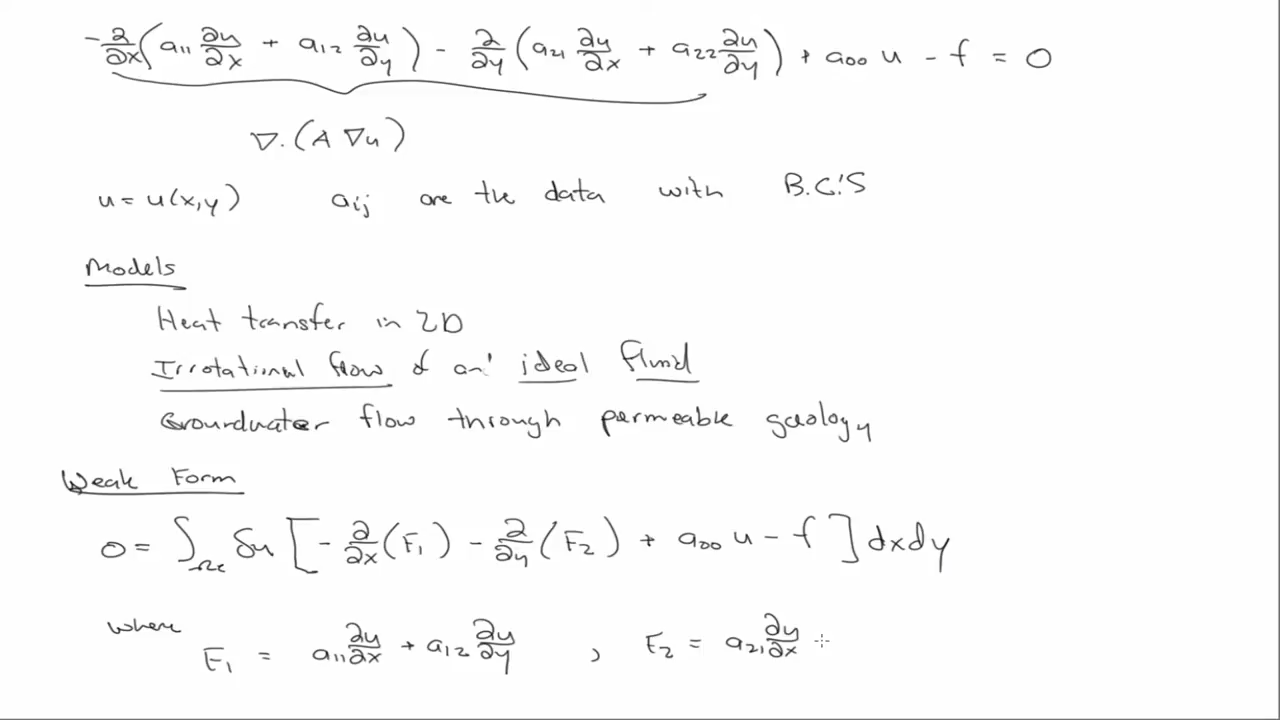 -∂/∂x(a₁₁ ∂u/∂x + a₁₂ ∂u/∂y) - ∂/∂y(a₂₁ ∂u/∂x + a₂₂ ∂u/∂y) + a₀₀ u - f = 0
∇.(A ∇u)
u = u(x,y) aij are the data with B.C.'S
Models
Heat transfer in 2D
Irrotational flow of an ideal fluid
Groundwater flow through permeable geology
Weak Form
0 = ∫Ωe δu [-∂/∂x(F₁) - ∂/∂y(F₂) + a₀₀ u - f] dxdy
where
F₁ = a₁₁ ∂u/∂x + a₁₂ ∂u/∂y , F₂ = a₂₁ ∂u/∂x